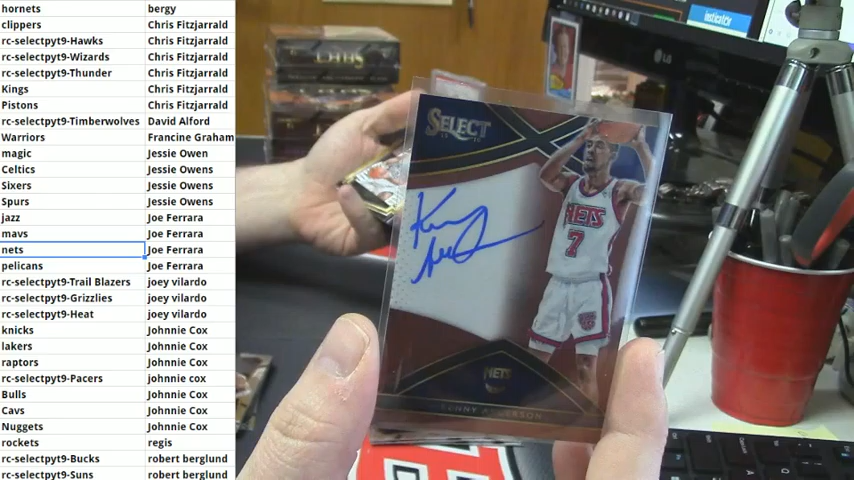 hornets bergy
clippers Chris Fitzjarrald
rc-selectpyt9-Hawks Chris Fitzjarrald
rc-selectpyt9-Wizards Chris Fitzjarrald
rc-selectpyt9-Thunder Chris Fitzjarrald
Kings Chris Fitzjarrald
Pistons Chris Fitzjarrald
rc-selectpyt9-Timberwolves David Alford
Warriors Francine Graham
magic Jessie Owen
Celtics Jessie Owens
Sixers Jessie Owens
Spurs Jessie Owens
jazz Joe Ferrara
mavs Joe Ferrara
nets Joe Ferrara
pelicans Joe Ferrara
rc-selectpyt9-Trail Blazers joey vilardo
rc-selectpyt9-Grizzlies joey vilardo
rc-selectpyt9-Heat joey vilardo
knicks Johnnie Cox
lakers Johnnie Cox
raptors Johnnie Cox
rc-selectpyt9-Pacers johnnie cox
Bulls Johnnie Cox
Cavs Johnnie Cox
Nuggets Johnnie Cox
rockets regis
rc-selectpyt9-Bucks robert berglund
rc-selectpyt9-Suns robert berglund
SELECT
NETS
7
NETS
KENNY ANDERSON
LG